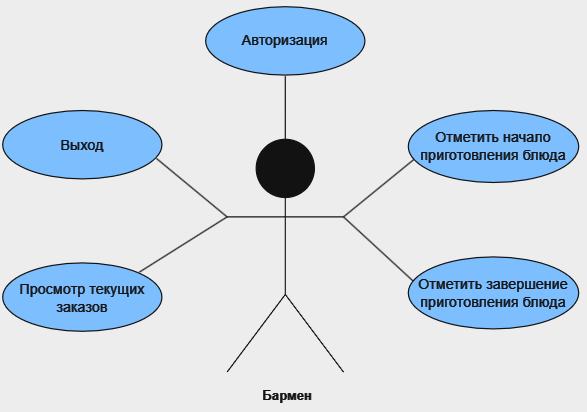 Авторизация
Выход
Отметить начало
приготовления блюда
Просмотр текущих
заказов
Отметить завершение
приготовления блюда
Бармен